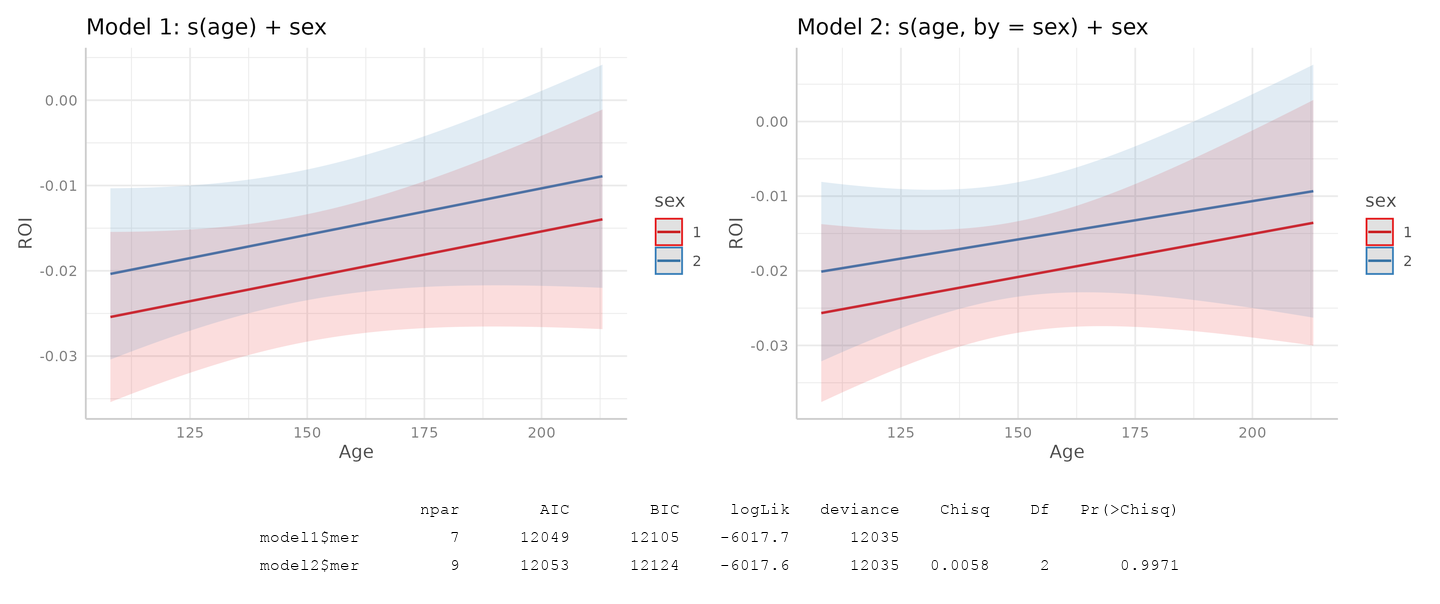 Model 1: s(age) + sex
0.00
-0.01
-0.02
-0.03
ROI
125 150 175 200
Age
sex
1
2
Model 2: s(age, by = sex) + sex
0.00
-0.01
-0.02
-0.03
ROI
125 150 175 200
Age
sex
1
2
npar AIC BIC logLik deviance Chisq Df Pr(>Chisq)
model1$mer 7 12049 12105 -6017.7 12035
model2$mer 9 12053 12124 -6017.6 12035 0.0058 2 0.9971